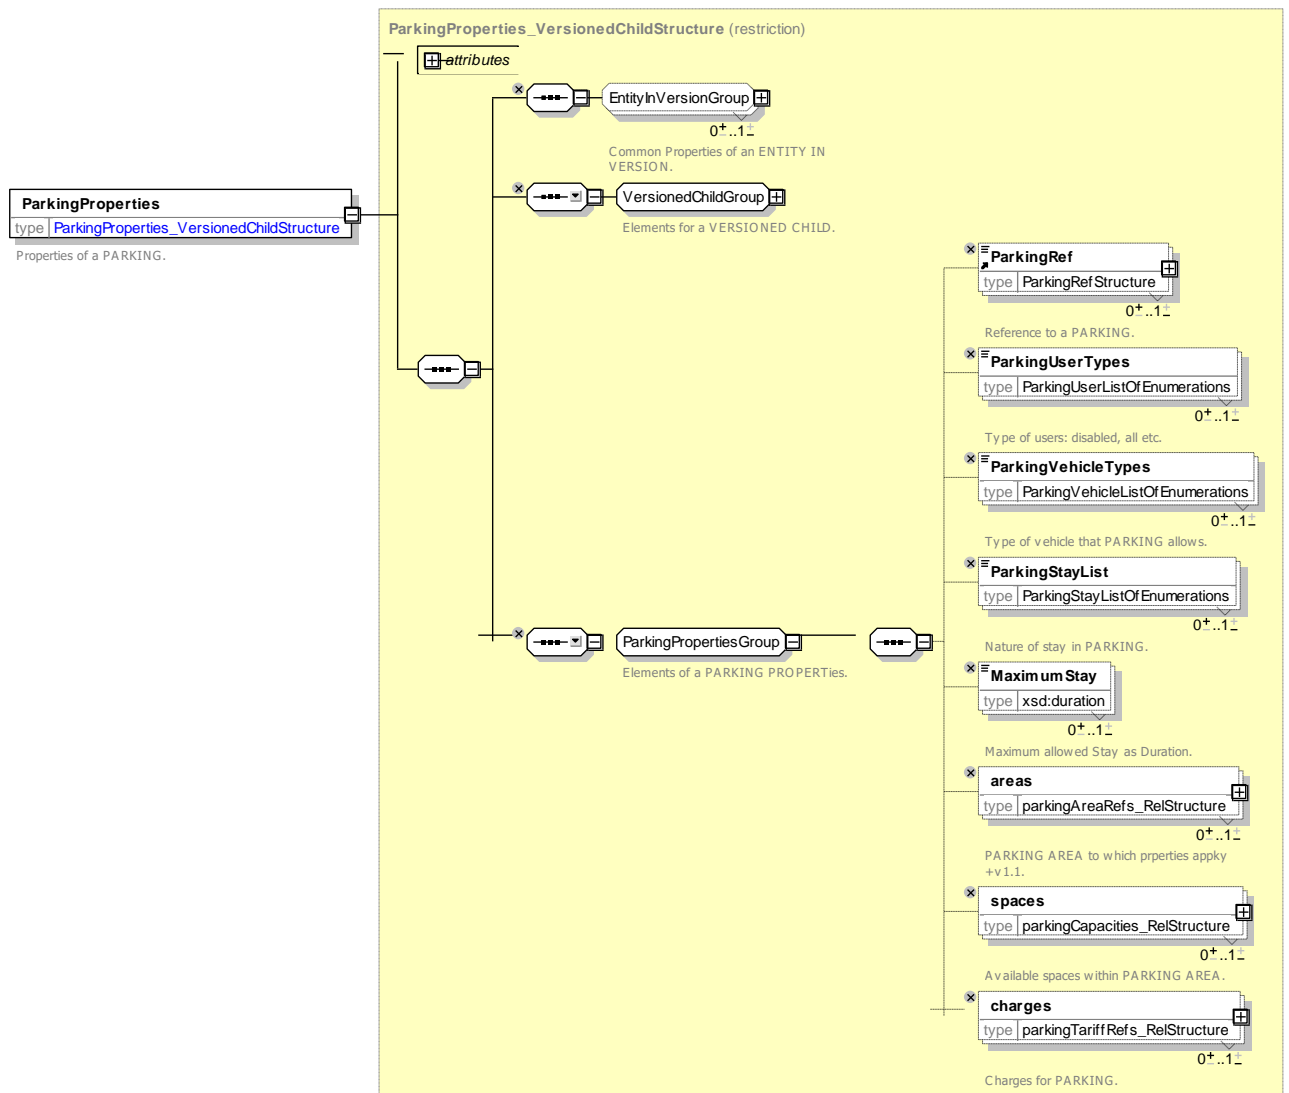 ParkingProperties_VersionedChildStructure (restriction)
attributes
EntityInVersionGroup
0..1
Common Properties of an ENTITY IN
VERSION.
VersionedChildGroup
Elements for a VERSIONED CHILD.
ParkingProperties
type ParkingProperties_VersionedChildStructure
Properties of a PARKING.
ParkingRef
type ParkingRefStructure
0..1
Reference to a PARKING.
ParkingUserTypes
type ParkingUserListOfEnumerations
0..1
Type of users: disabled, all etc.
ParkingVehicleTypes
type ParkingVehicleListOfEnumerations
0..1
Type of vehicle that PARKING allows.
ParkingStayList
type ParkingStayListOfEnumerations
0..1
Nature of stay in PARKING.
ParkingPropertiesGroup
Elements of a PARKING PROPERTies.
MaximumStay
type xsd:duration
0..1
Maximum allowed Stay as Duration.
areas
type parkingAreaRefs_RelStructure
0..1
PARKING AREA to which prperties appky
+v1.1.
spaces
type parkingCapacities_RelStructure
0..1
Available spaces within PARKING AREA.
charges
type parkingTariffRefs_RelStructure
0..1
Charges for PARKING.